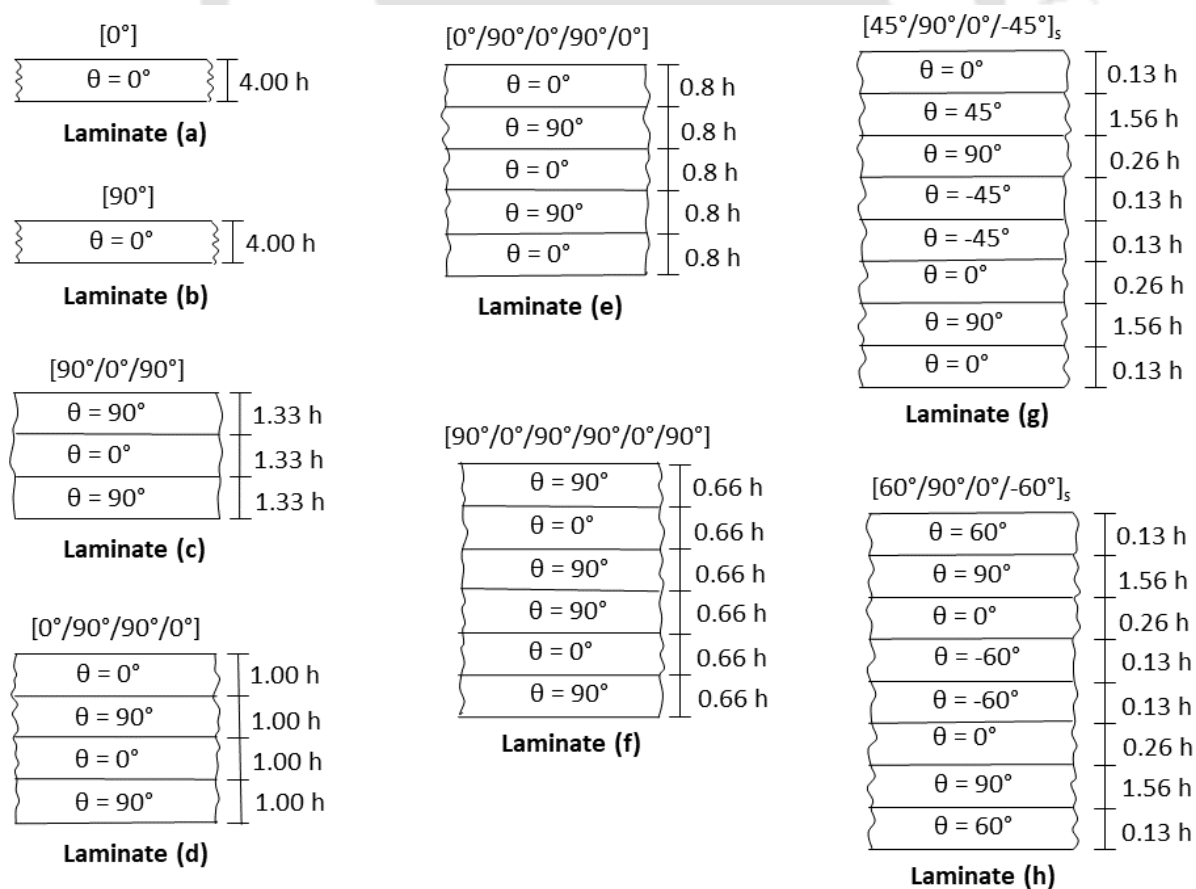 [0°]
θ = 0°
4.00 h
Laminate (a)
[90°]
θ = 0°
4.00 h
Laminate (b)
[90°/0°/90°]
θ = 90°
1.33 h
θ = 0°
1.33 h
θ = 90°
1.33 h
Laminate (c)
[0°/90°/90°/0°]
θ = 0°
1.00 h
θ = 90°
1.00 h
θ = 0°
1.00 h
θ = 90°
1.00 h
Laminate (d)
[0°/90°/0°/90°/0°]
θ = 0°
0.8 h
θ = 90°
0.8 h
θ = 0°
0.8 h
θ = 90°
0.8 h
θ = 0°
0.8 h
Laminate (e)
[90°/0°/90°/90°/0°/90°]
θ = 90°
0.66 h
θ = 0°
0.66 h
θ = 90°
0.66 h
θ = 90°
0.66 h
θ = 0°
0.66 h
θ = 90°
0.66 h
Laminate (f)
[45°/90°/0°/-45°]s
θ = 0°
0.13 h
θ = 45°
1.56 h
θ = 90°
0.26 h
θ = -45°
0.13 h
θ = -45°
0.13 h
θ = 0°
0.26 h
θ = 90°
1.56 h
θ = 0°
0.13 h
Laminate (g)
[60°/90°/0°/-60°]s
θ = 60°
0.13 h
θ = 90°
1.56 h
θ = 0°
0.26 h
θ = -60°
0.13 h
θ = -60°
0.13 h
θ = 0°
0.26 h
θ = 90°
1.56 h
θ = 60°
0.13 h
Laminate (h)